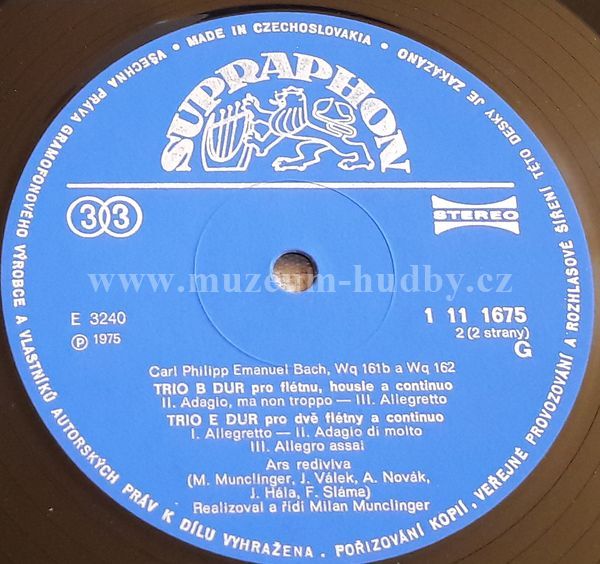 VŠECHNA PRÁVA GRAMOFONOVÉHO VÝROBCE A VLASTNÍKŮ AUTORSKÝCH PRÁV K DÍLU VYHRAŽENA. POŘIZOVÁNÍ KOPIÍ, VEŘEJNÉ PROVOZOVÁNÍ A ROZHLASOVÉ ŠÍŘENÍ TÉTO DESKY JE ZAKÁZÁNO • MADE IN CZECHOSLOVAKIA •
SUPRAPHON
33
STEREO
www.muzeum-hudby.cz
E 3240
1 11 1675
℗ 1975
2 (2 strany)
G
Carl Philipp Emanuel Bach, Wq 161b a Wq 162
TRIO B DUR pro flétnu, housle a continuo
II. Adagio, ma non troppo — III. Allegretto
TRIO E DUR pro dvě flétny a continuo
I. Allegretto — II. Adagio di molto
III. Allegro assai
Ars rediviva
(M. Munclinger, J. Válek, A. Novák,
J. Hála, F. Sláma)
Realizoval a řídí Milan Munclinger